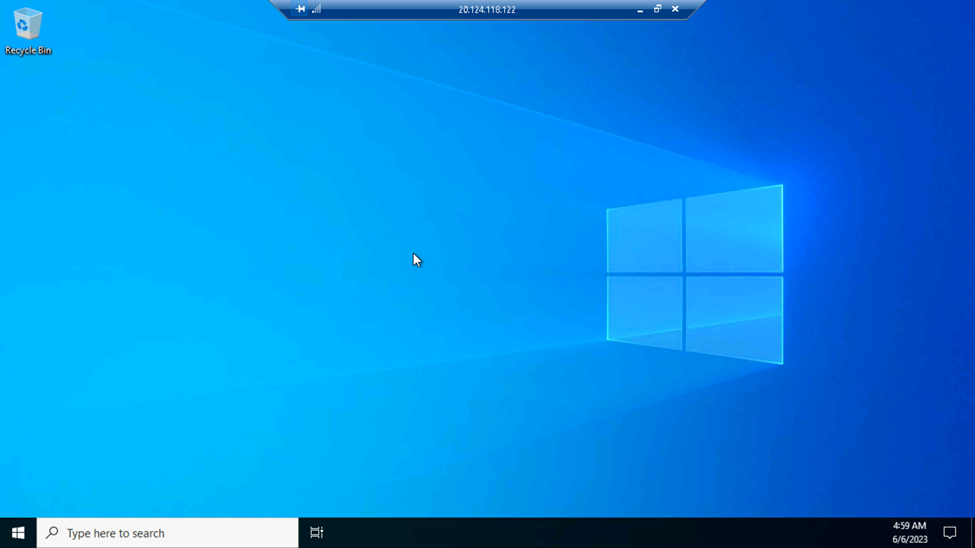 20.124.118.122
Recycle Bin
Type here to search
4:59 AM
6/6/2023